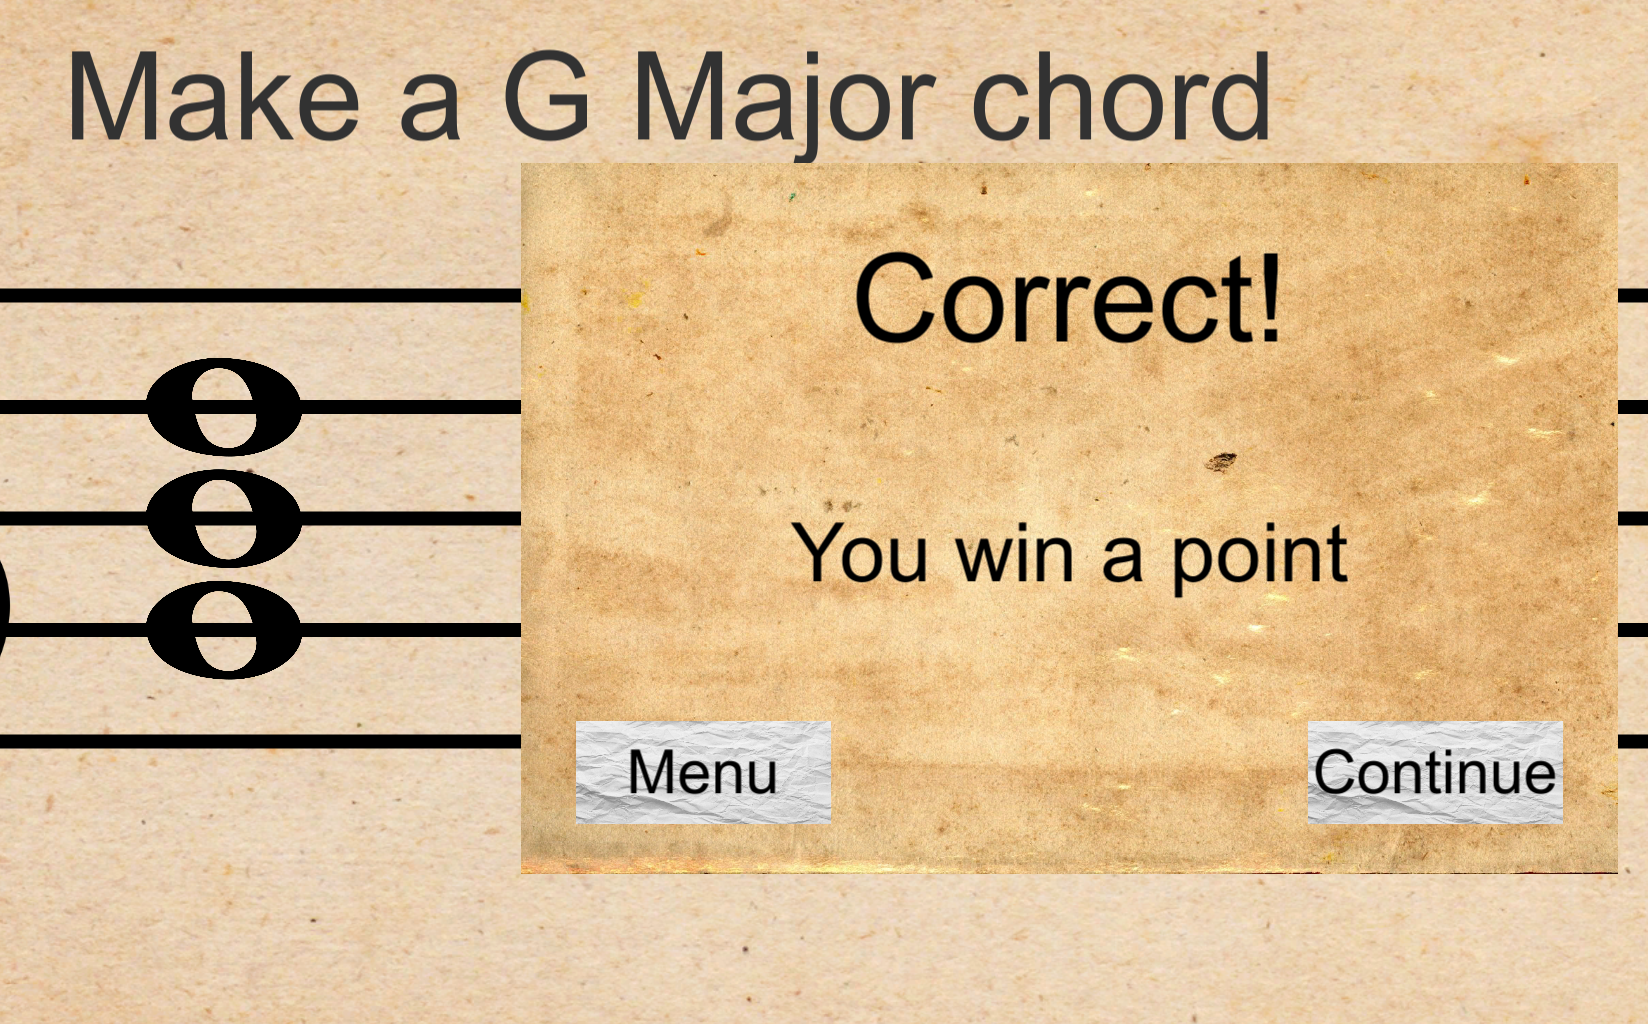 Make a G Major chord
Correct!
You win a point
Menu
Continue